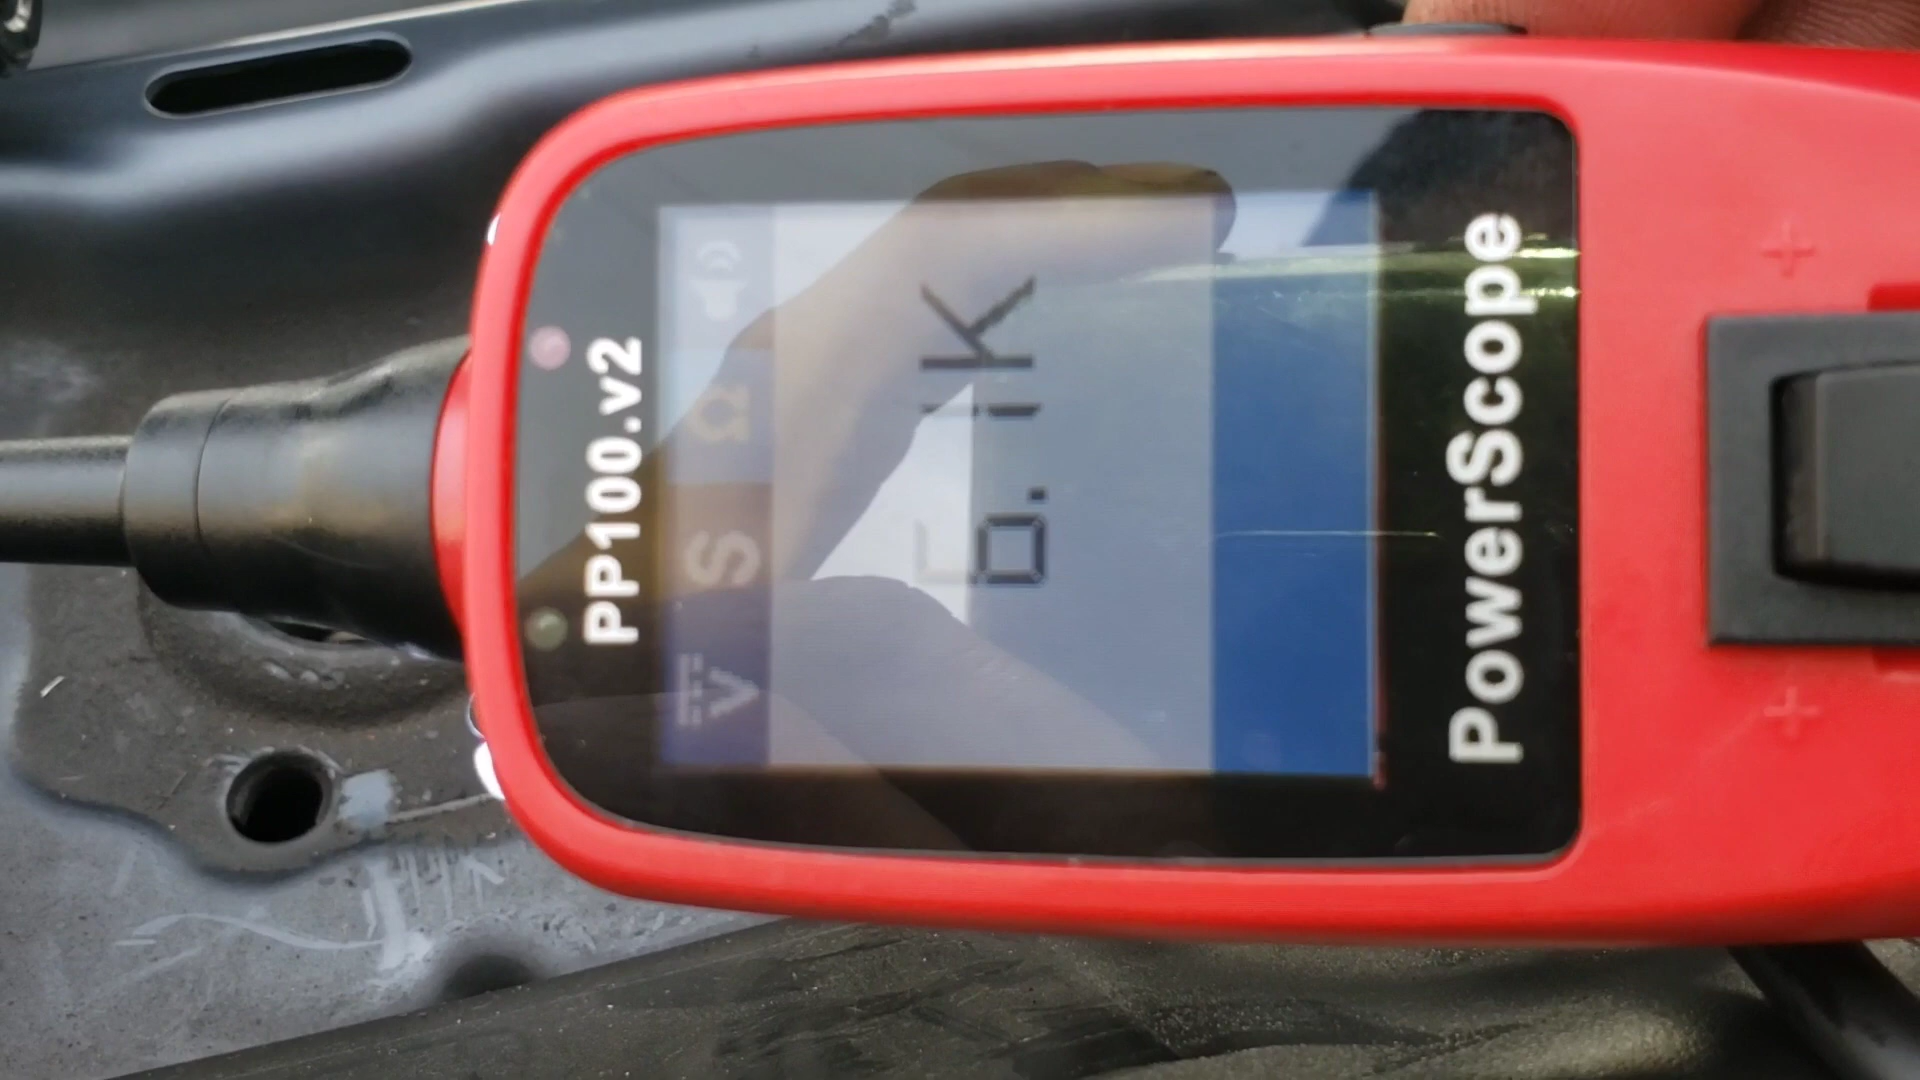 PP100.v2
V S Ω
6.1K
PowerScope
+ +